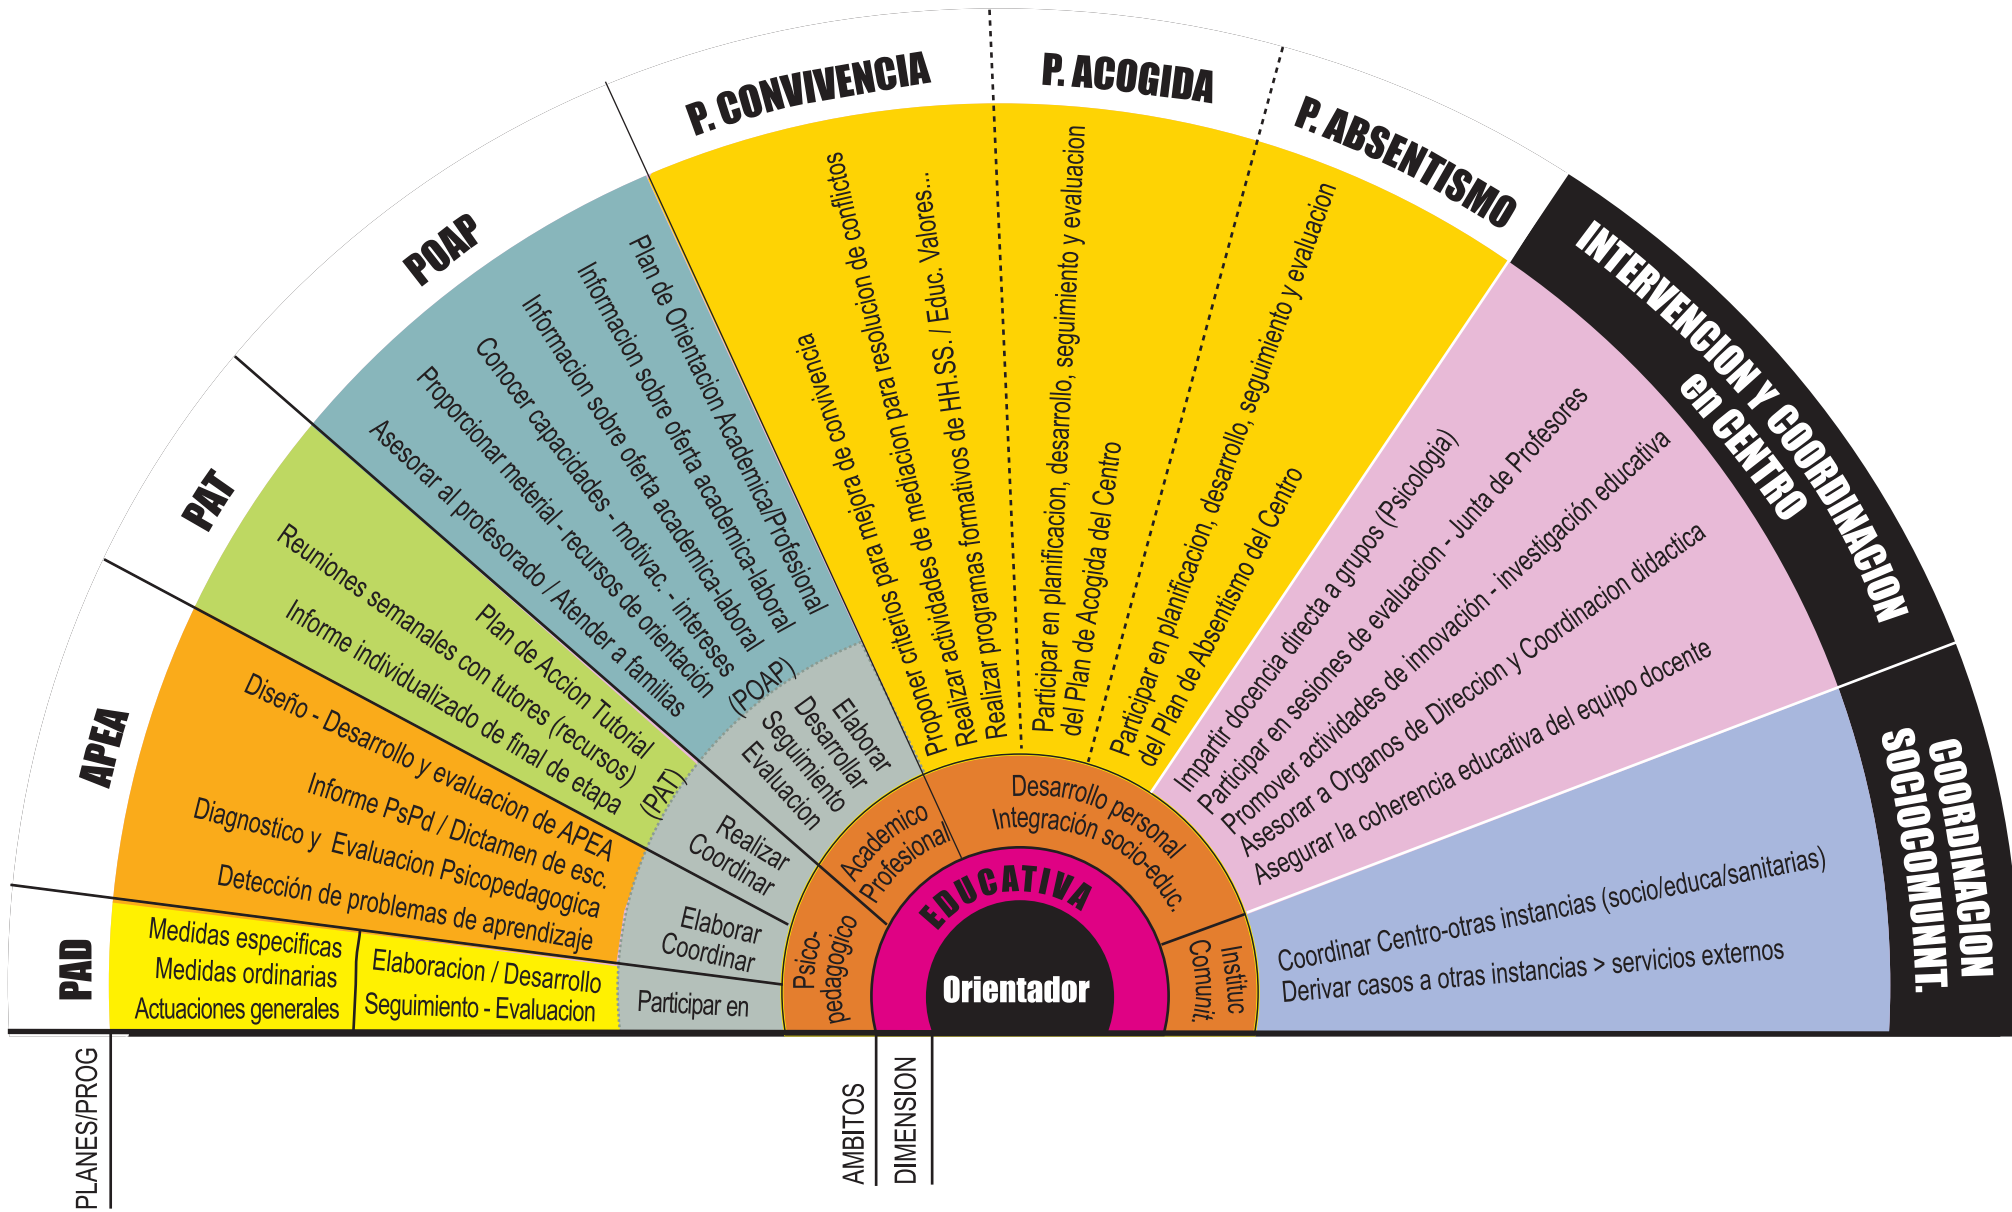 PAD
APEA
PAT
POAP
P. CONVIVENCIA
P. ACOGIDA
P. ABSENTISMO
INTERVENCION Y COORDINACION
en CENTRO
COORDINACION
SOCIOCOMUNIT.
Medidas especificas
Medidas ordinarias
Actuaciones generales
Elaboracion / Desarrollo
Seguimiento - Evaluacion
Participar en
Diseño - Desarrollo y evaluacion de APEA
Informe PsPd / Dictamen de esc.
Diagnostico y Evaluacion Psicopedagogica
Detección de problemas de aprendizaje
Elaborar
Coordinar
Plan de Accion Tutorial
(PAT)
Reuniones semanales con tutores (recursos)
Informe individualizado de final de etapa
Realizar
Coordinar
Plan de Orientacion Academica/Profesional
(POAP)
Informacion sobre oferta academica-laboral
Informacion sobre oferta academica-laboral
Conocer capacidades - motivac. - intereses
Proporcionar meterial - recursos de orientación
Asesorar al profesorado / Atender a familias
Elaborar
Desarrollar
Seguimiento
Evaluacion
Proponer criterios para mejora de convivencia
Realizar actividades de mediacion para resolucion de conflictos
Realizar programas formativos de HH.SS. / Educ. Valores...
Participar en planificacion, desarrollo, seguimiento y evaluacion
del Plan de Acogida del Centro
Participar en planificacion, desarrollo, seguimiento y evaluacion
del Plan de Absentismo del Centro
Impartir docencia directa a grupos (Psicologia)
Participar en sesiones de evaluacion - Junta de Profesores
Promover actividades de innovación - investigación educativa
Asesorar a Organos de Direccion y Coordinacion didactica
Asegurar la coherencia educativa del equipo docente
Coordinar Centro-otras instancias (socio/educa/sanitarias)
Derivar casos a otras instancias > servicios externos
Psico-
pedagogico
Academico
Profesional
Desarrollo personal
Integración socio-educ.
Instituc
Comunit.
EDUCATIVA
Orientador
PLANES/PROG
AMBITOS
DIMENSION